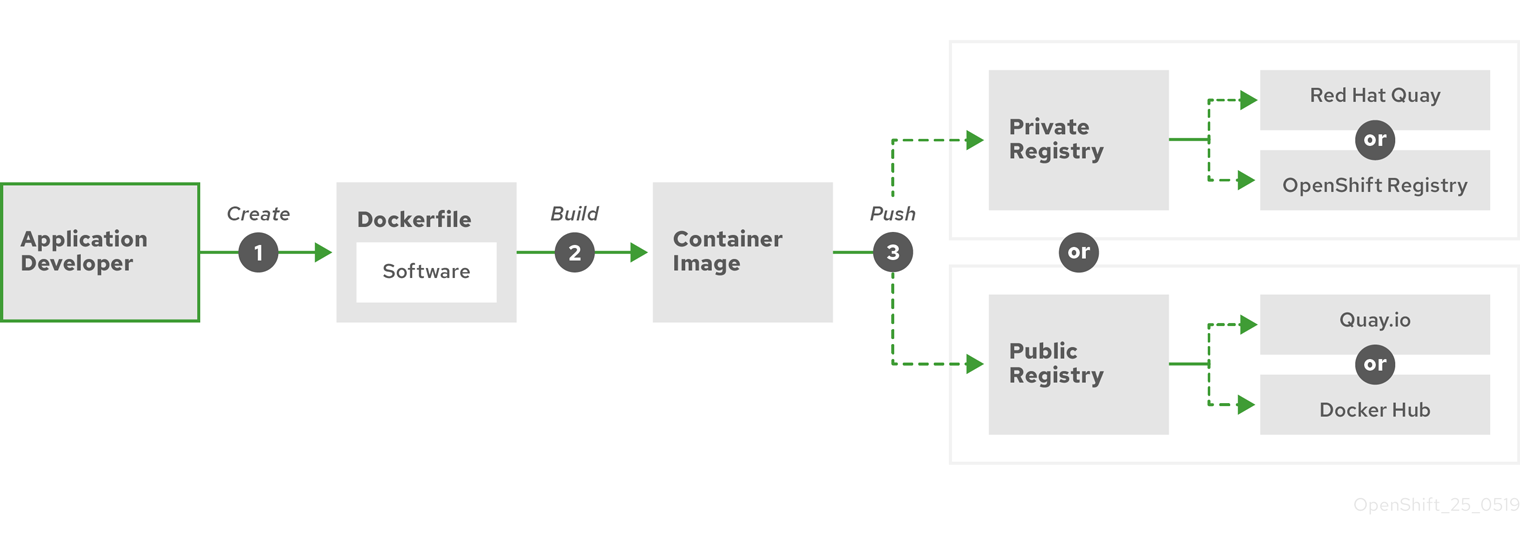 Application
Developer
Create
1
Dockerfile
Software
Build
2
Container
Image
Push
3
Private
Registry
Red Hat Quay
or
OpenShift Registry
or
Public
Registry
Quay.io
or
Docker Hub
OpenShift_25_0519